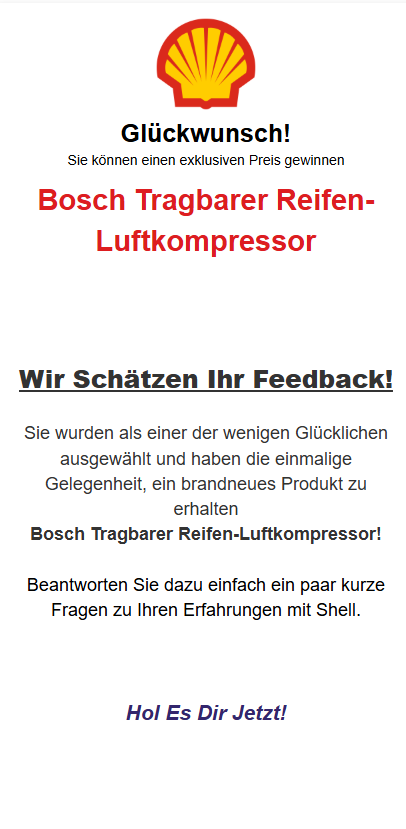 Glückwunsch!
Sie können einen exklusiven Preis gewinnen
Bosch Tragbarer Reifen-
Luftkompressor
Wir Schätzen Ihr Feedback!
Sie wurden als einer der wenigen Glücklichen
ausgewählt und haben die einmalige
Gelegenheit, ein brandneues Produkt zu
erhalten
Bosch Tragbarer Reifen-Luftkompressor!
Beantworten Sie dazu einfach ein paar kurze
Fragen zu Ihren Erfahrungen mit Shell.
Hol Es Dir Jetzt!